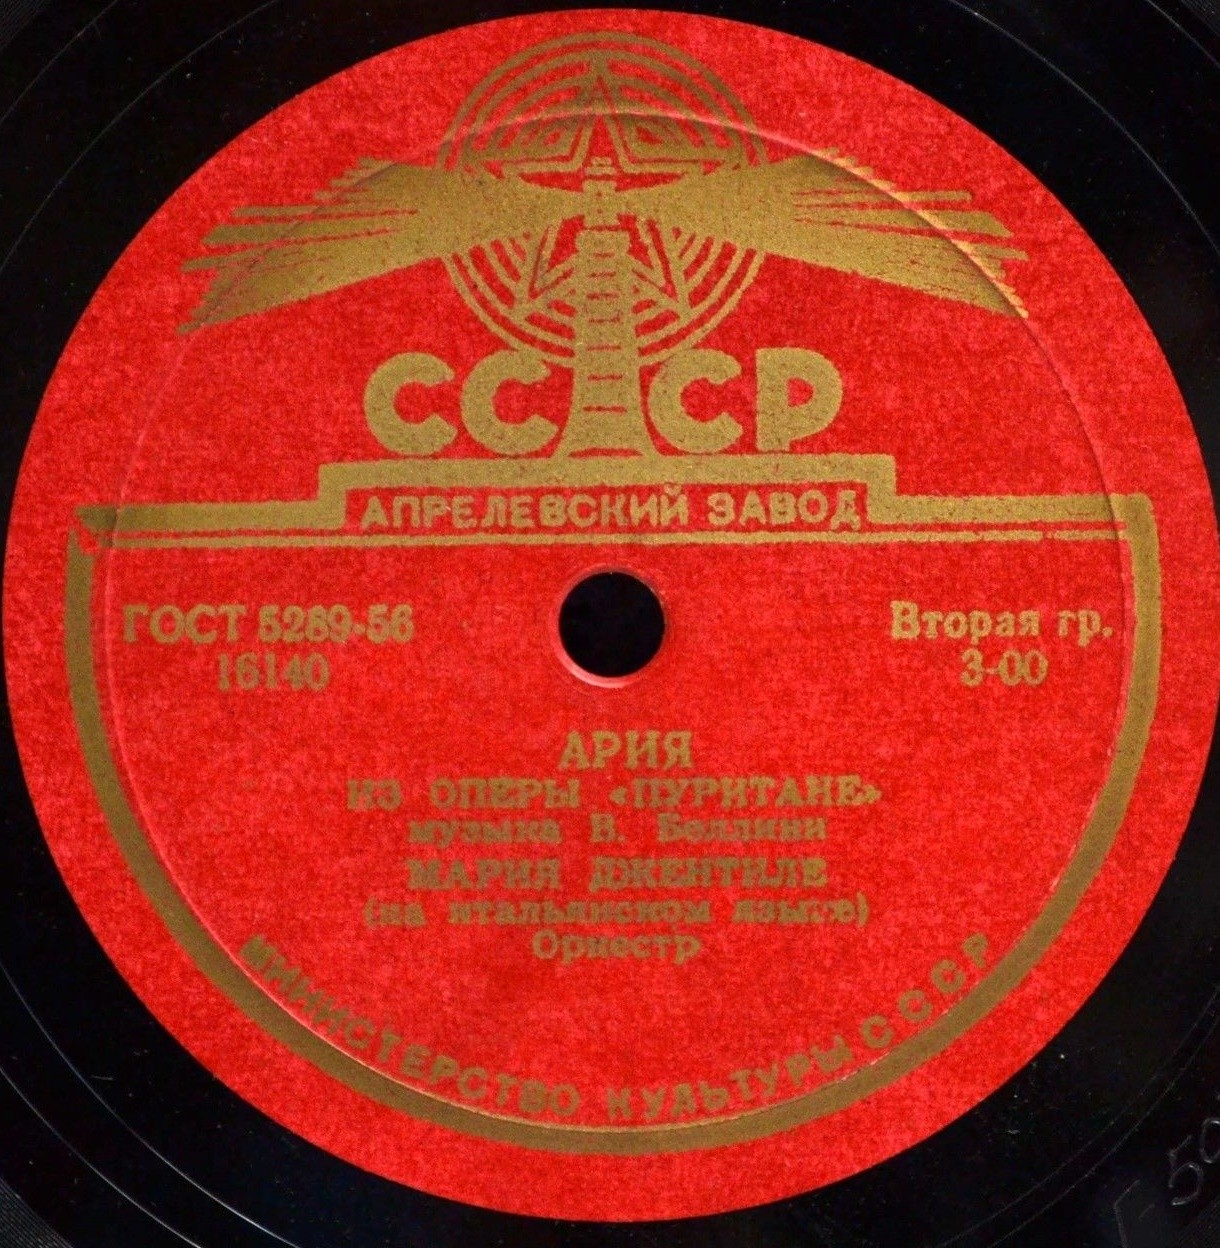 СССР
АПРЕЛЕВСКИЙ ЗАВОД
ГОСТ 5289-56
16140
Вторая гр.
3-00
АРИЯ
ИЗ ОПЕРЫ «ПУРИТАНЕ»
музыка В. Беллини
МАРИЯ ДЖЕНТИЛЕ
(на итальянском языке)
Оркестр
МИНИСТЕРСТВО КУЛЬТУРЫ СССР